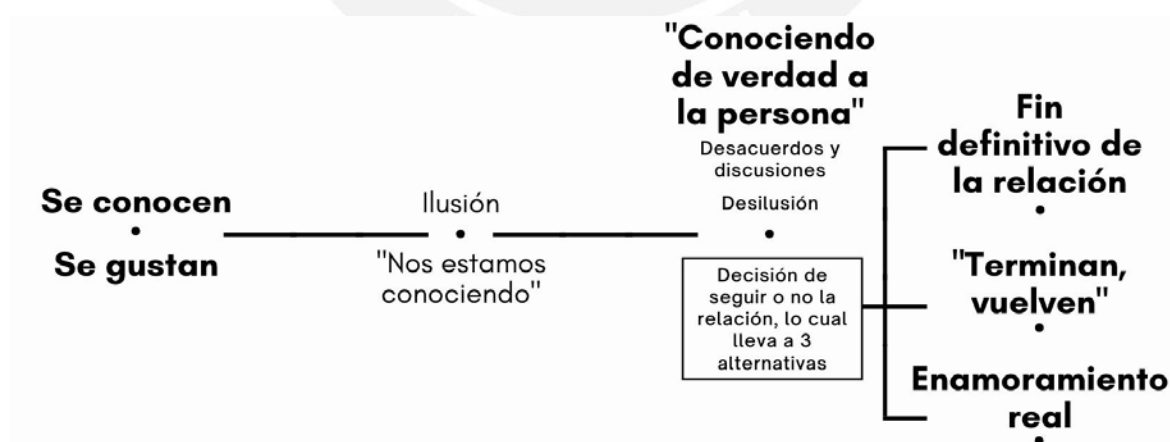 Se conocen
Se gustan
Ilusión
"Nos estamos
conociendo"
"Conociendo
de verdad a
la persona"
Desacuerdos y
discusiones
Desilusión
Decisión de
seguir o no la
relación, lo cual
lleva a 3
alternativas
Fin
definitivo de
la relación
"Terminan,
vuelven"
Enamoramiento
real